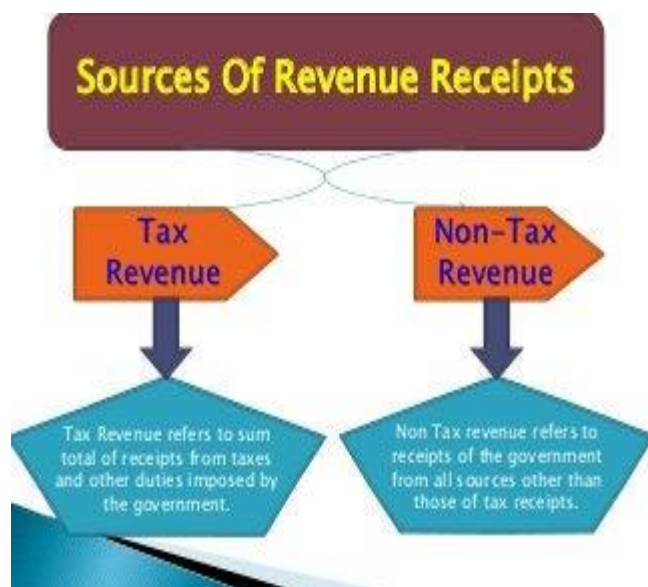 Sources Of Revenue Receipts
Tax
Revenue
Non-Tax
Revenue
Tax Revenue refers to sum
total of receipts from taxes
and other duties imposed by
the government.
Non Tax revenue refers to
receipts of the government
from all sources other than
those of tax receipts.